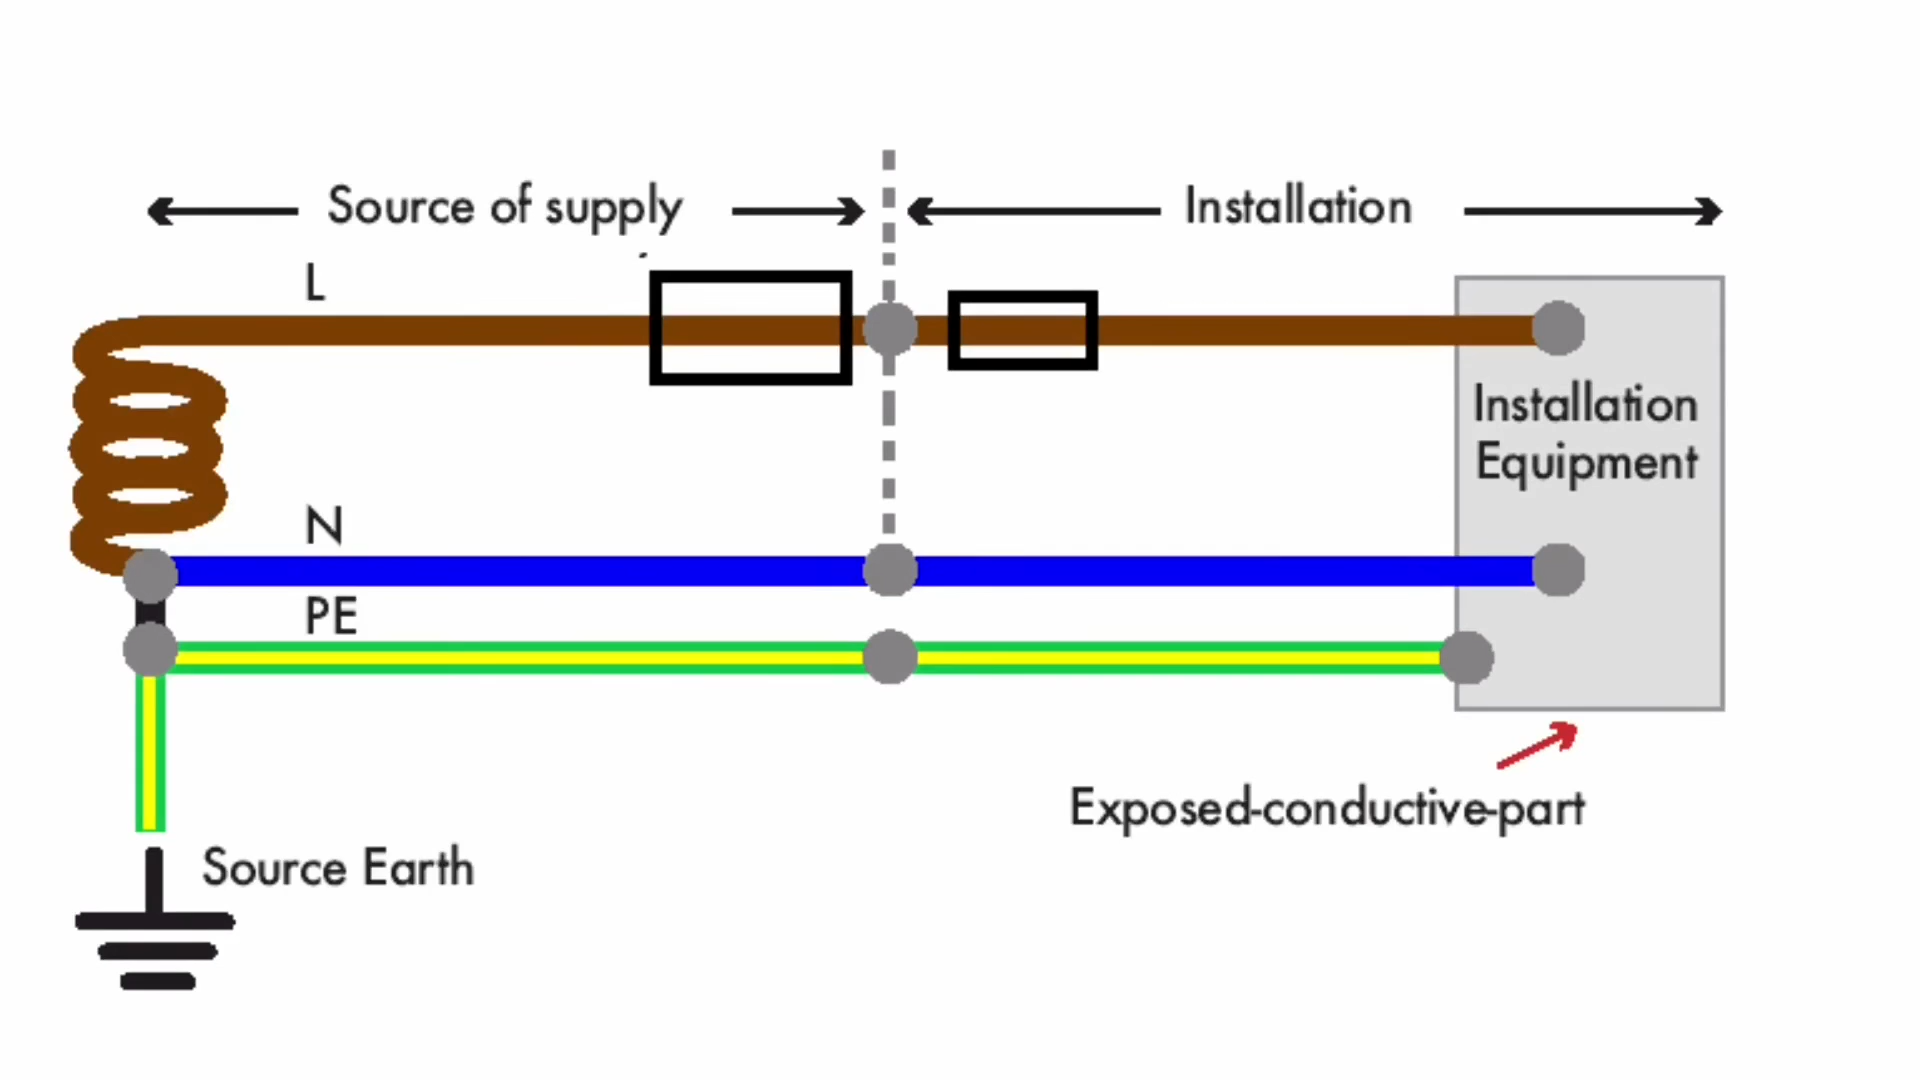 Source of supply
Installation
L
Installation
Equipment
N
PE
Exposed-conductive-part
Source Earth